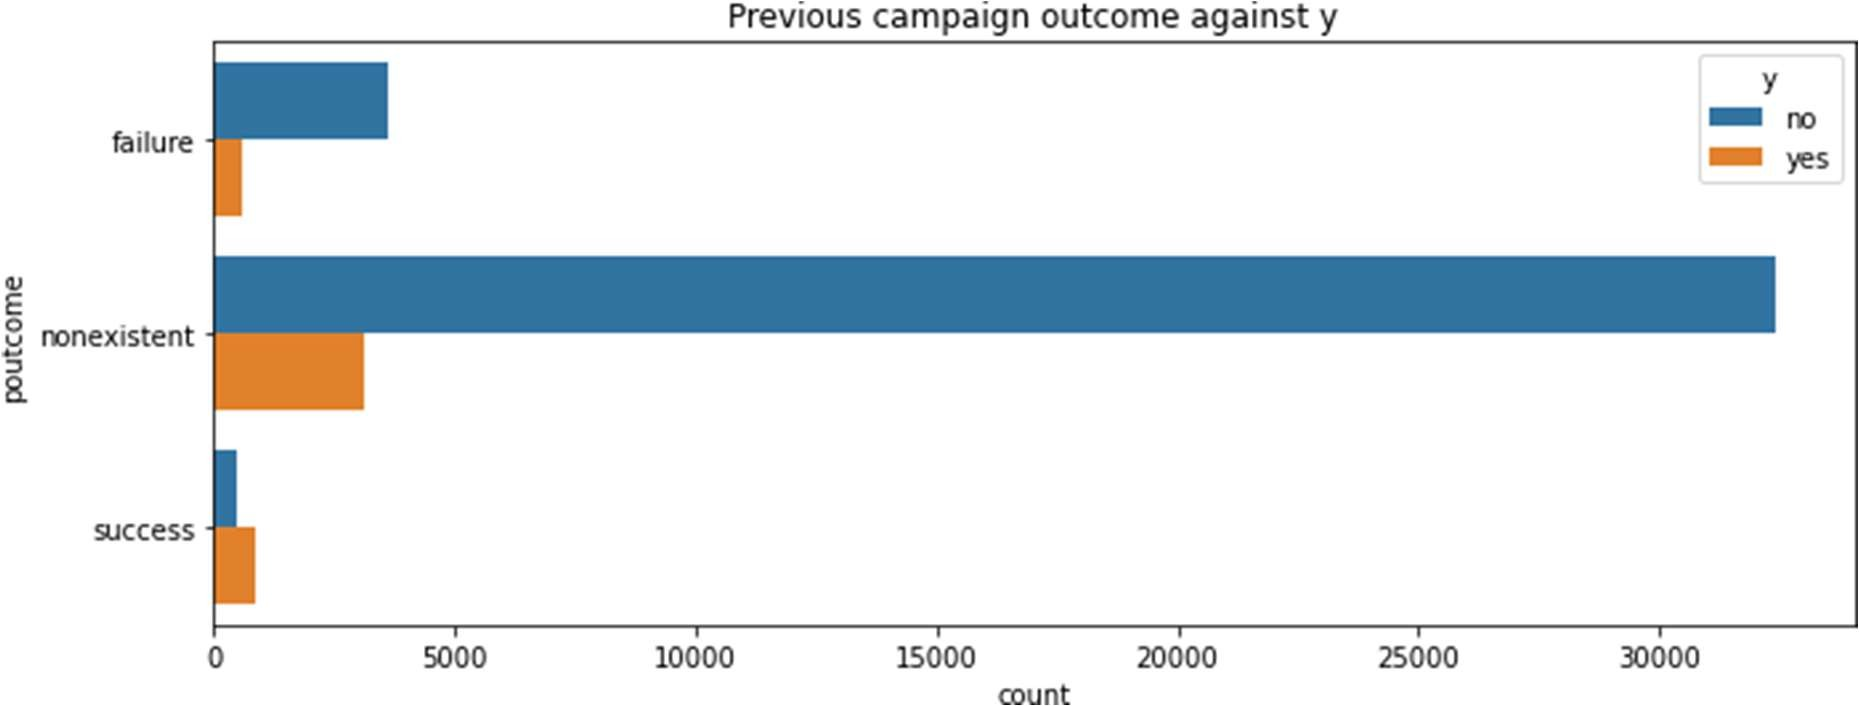 Previous campaign outcome against y
y
no
yes
failure
nonexistent
success
poutcome
0 5000 10000 15000 20000 25000 30000
count